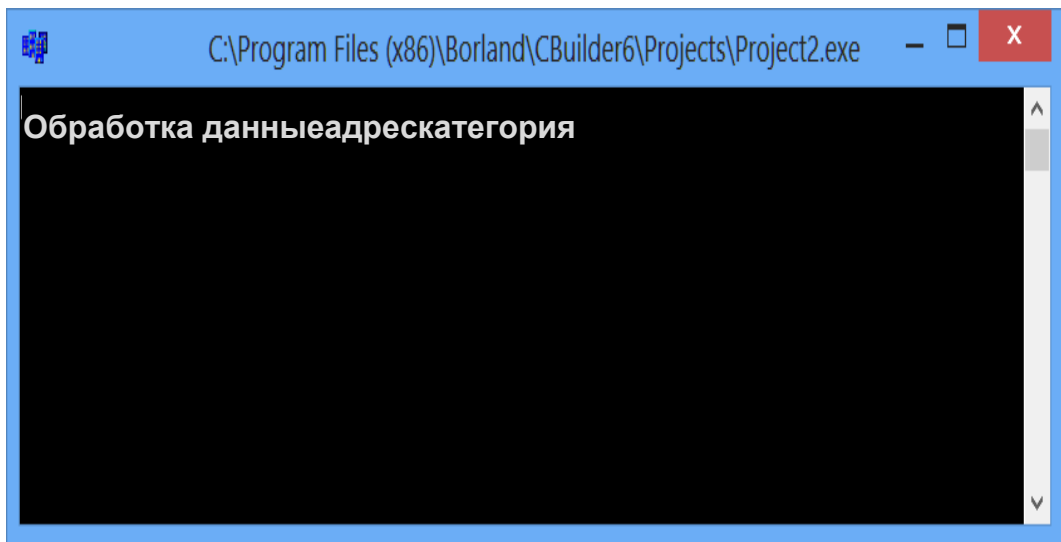 C:\Program Files (x86)\Borland\CBuilder6\Projects\Project2.exe
Обработка данныеадрескатегория